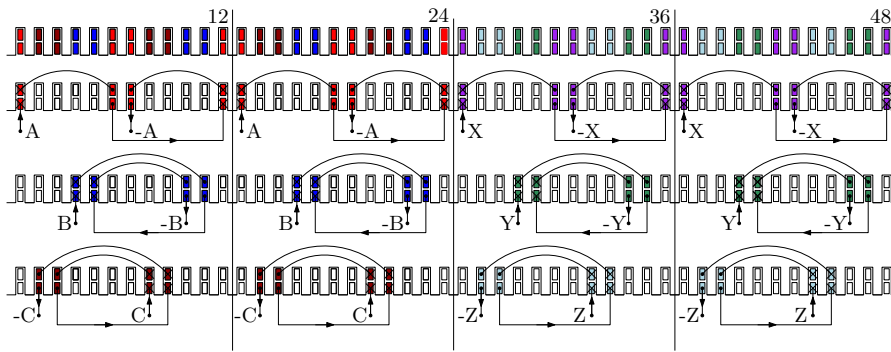 12 24 36 48
A -A A -A X -X X -X
B -B B -B Y -Y Y -Y
-C C -C C -Z Z -Z Z